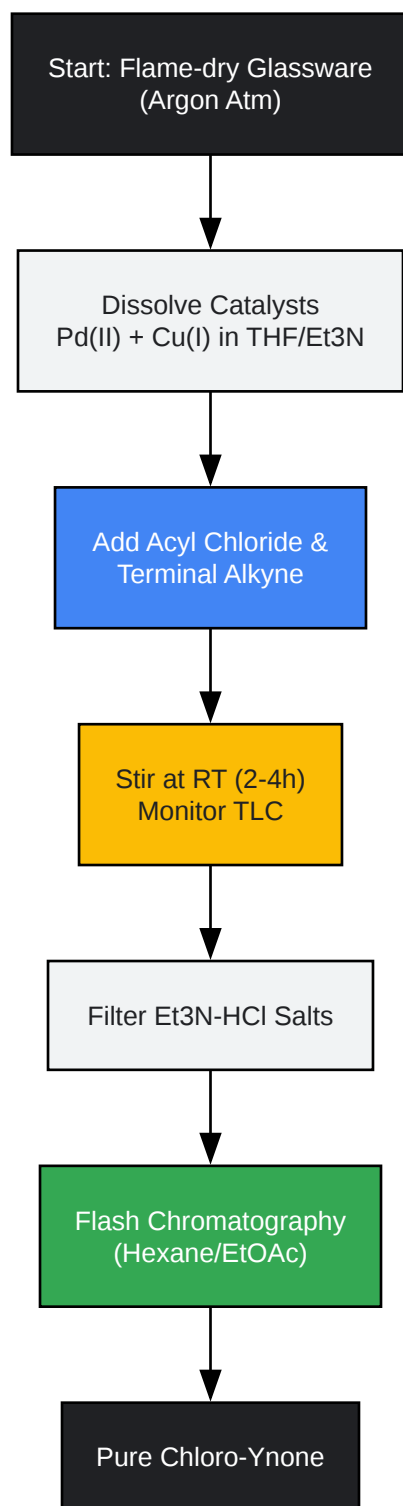 Start: Flame-dry Glassware
(Argon Atm)
Dissolve Catalysts
Pd(II) + Cu(I) in THF/Et3N
Add Acyl Chloride &
Terminal Alkyne
Stir at RT (2-4h)
Monitor TLC
Filter Et3N-HCl Salts
Flash Chromatography
(Hexane/EtOAc)
Pure Chloro-Ynone